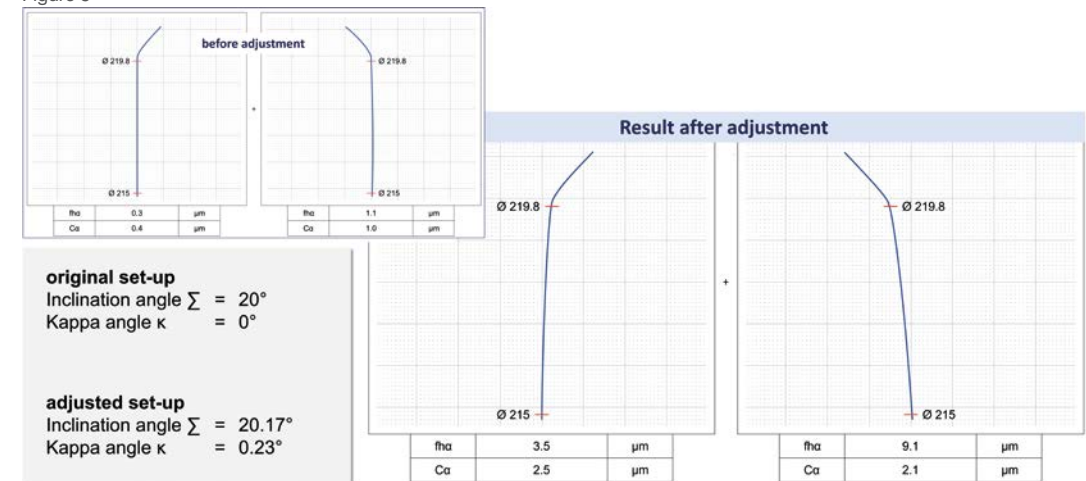 before adjustment
Ø 219.8
Ø 219.8
+
Ø 215
Ø 215
fhα 0.3 µm
Cα 0.4 µm
fhα 1.1 µm
Cα 1.0 µm
Result after adjustment
Ø 219.8
Ø 219.8
+
Ø 215
Ø 215
fhα 3.5 µm
Cα 2.5 µm
fhα 9.1 µm
Cα 2.1 µm
original set-up
Inclination angle ∑ = 20°
Kappa angle κ = 0°
adjusted set-up
Inclination angle ∑ = 20.17°
Kappa angle κ = 0.23°